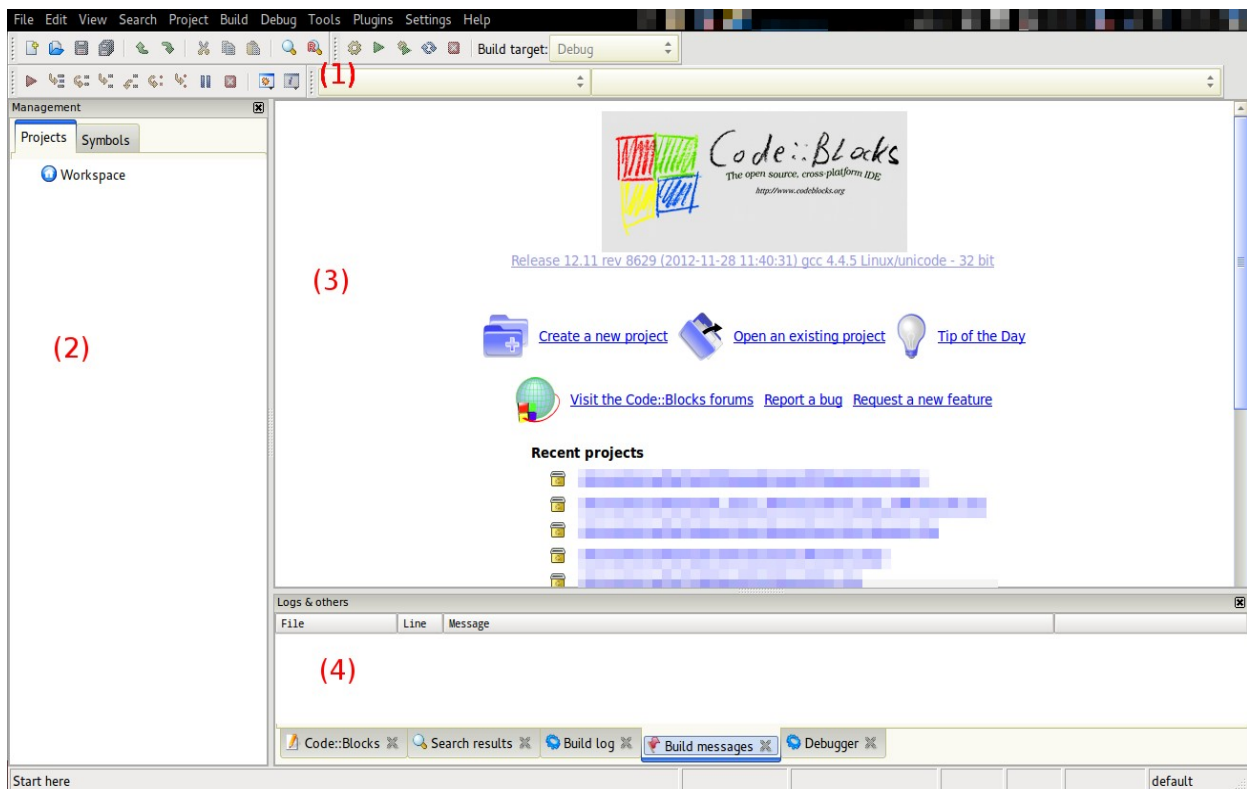 File Edit View Search Project Build Debug Tools Plugins Settings Help
Build target: Debug
(1)
Management
Projects Symbols
Workspace
(2)
Code::Blocks
The open source, cross-platform IDE
http://www.codeblocks.org
Release 12.11 rev 8629 (2012-11-28 11:40:31) gcc 4.4.5 Linux/unicode - 32 bit
(3)
Create a new project Open an existing project Tip of the Day
Visit the Code::Blocks forums Report a bug Request a new feature
Recent projects
Logs & others
File Line Message
(4)
Code::Blocks Search results Build log Build messages Debugger
Start here default